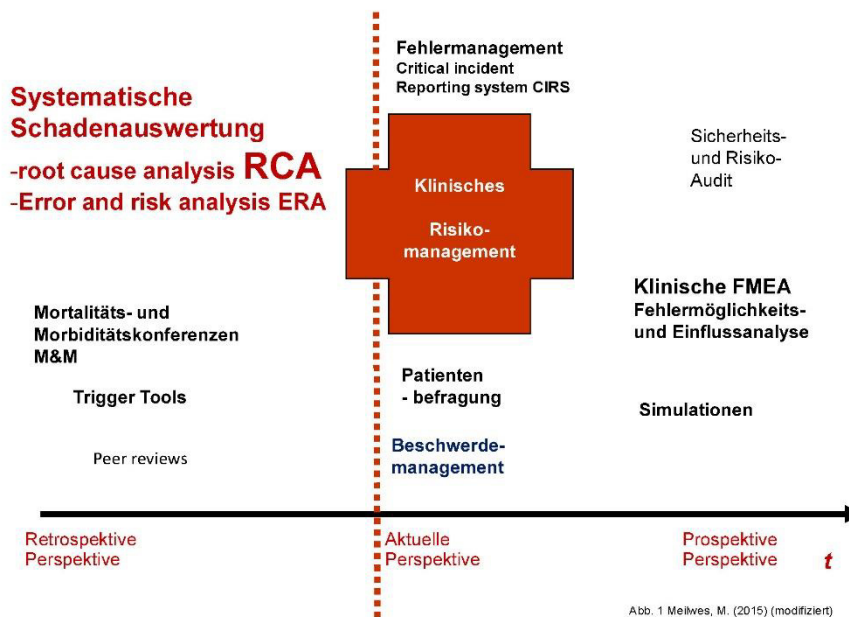 Fehlermanagement
Critical incident
Reporting system CIRS
Systematische
Schadenauswertung
-root cause analysis RCA
-Error and risk analysis ERA
Klinisches
Risiko-
management
Sicherheits-
und Risiko-
Audit
Klinische FMEA
Fehlermöglichkeits-
und Einflussanalyse
Mortalitäts- und
Morbiditätskonferenzen
M&M
Trigger Tools
Peer reviews
Patienten
- befragung
Beschwerde-
management
Simulationen
Retrospektive
Perspektive
Aktuelle
Perspektive
Prospektive
Perspektive
t
Abb. 1 Meilwes, M. (2015) (modifiziert)